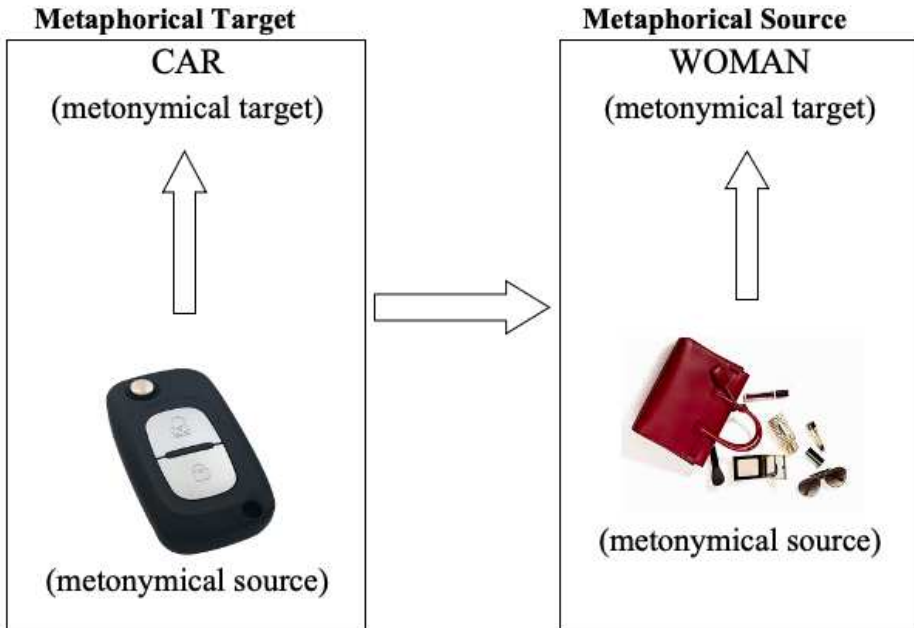 Metaphorical Target
CAR
(metonymical target)
(metonymical source)
Metaphorical Source
WOMAN
(metonymical target)
(metonymical source)